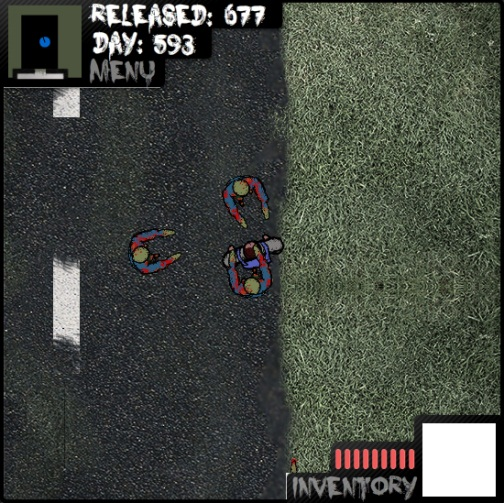 RELEASED: 677
DAY: 593
MENU
INVENTORY